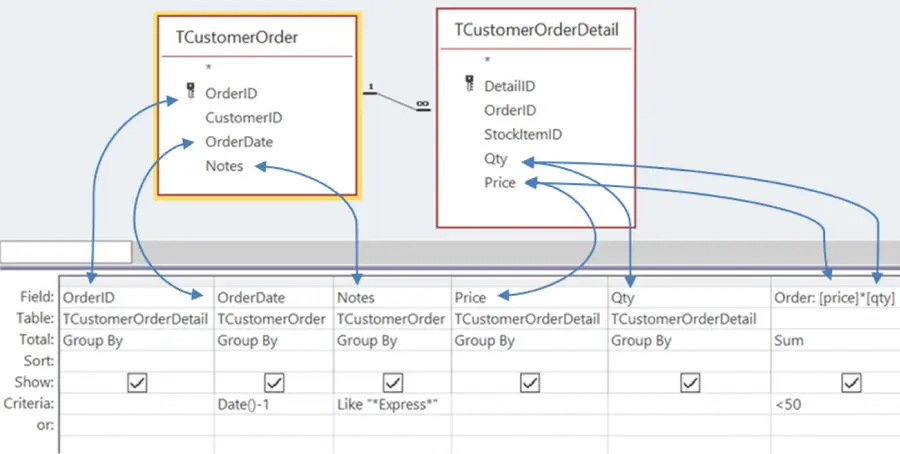 TCustomerOrder
*
OrderID
CustomerID
OrderDate
Notes
1
∞
TCustomerOrderDetail
*
DetailID
OrderID
StockItemID
Qty
Price
Field: OrderID OrderDate Notes Price Qty Order: [price]*[qty]
Table: TCustomerOrderDetail TCustomerOrder TCustomerOrder TCustomerOrderDetail TCustomerOrderDetail
Total: Group By Group By Group By Group By Group By Sum
Sort:
Show:
Criteria: Date()-1 Like "*Express*" <50
or: